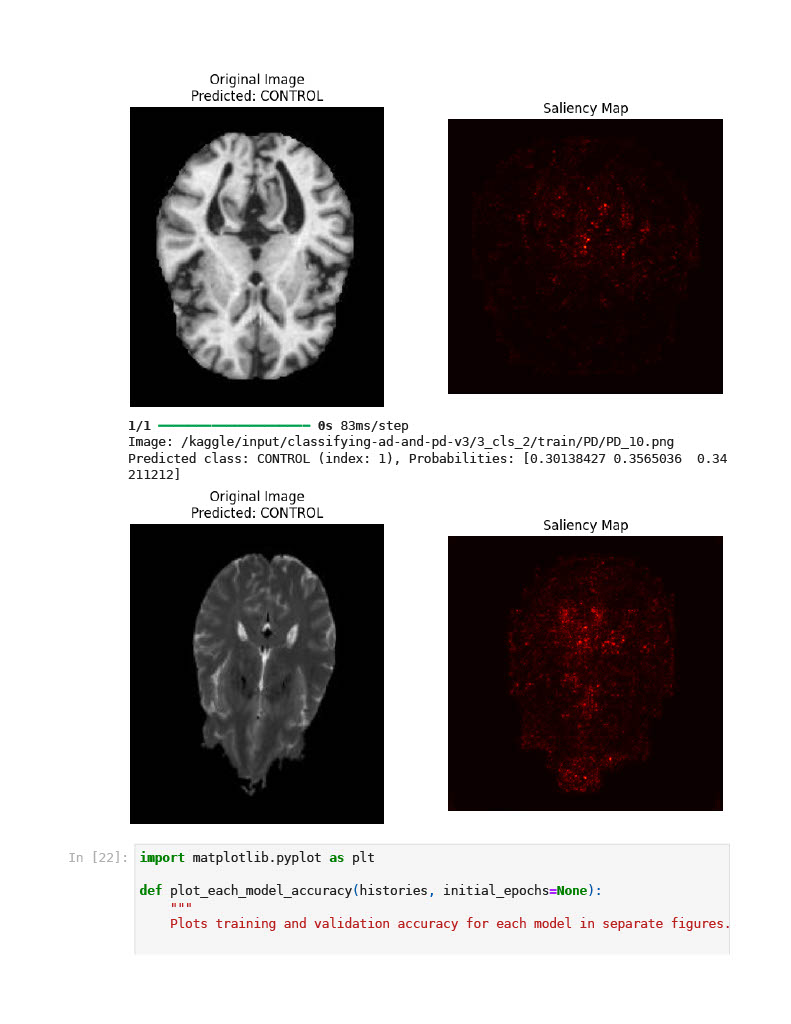 Original Image
Predicted: CONTROL
Saliency Map
1/1 ━━━━━━━━━━━━━━━━━━━━ 0s 83ms/step
Image: /kaggle/input/classifying-ad-and-pd-v3/3_cls_2/train/PD/PD_10.png
Predicted class: CONTROL (index: 1), Probabilities: [0.30138427 0.3565036  0.34
211212]
Original Image
Predicted: CONTROL
Saliency Map
In [22]: import matplotlib.pyplot as plt
def plot_each_model_accuracy(histories, initial_epochs=None):
    """
    Plots training and validation accuracy for each model in separate figures.